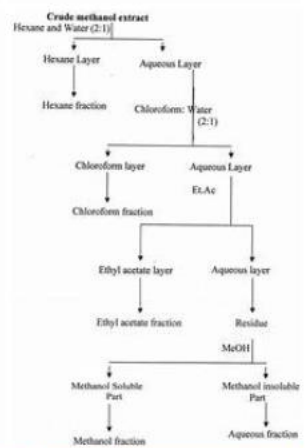 Crude methanol extract
Hexane and Water (2:1)
Hexane Layer
Aqueous Layer
Hexane fraction
Chloroform: Water
(2:1)
Chloroform layer
Aqueous Layer
Et.Ac
Chloroform fraction
Ethyl acetate layer
Aqueous layer
Ethyl acetate fraction
Residue
MeOH
Methanol Soluble
Part
Methanol insoluble
Part
Methanol fraction
Aqueous fraction